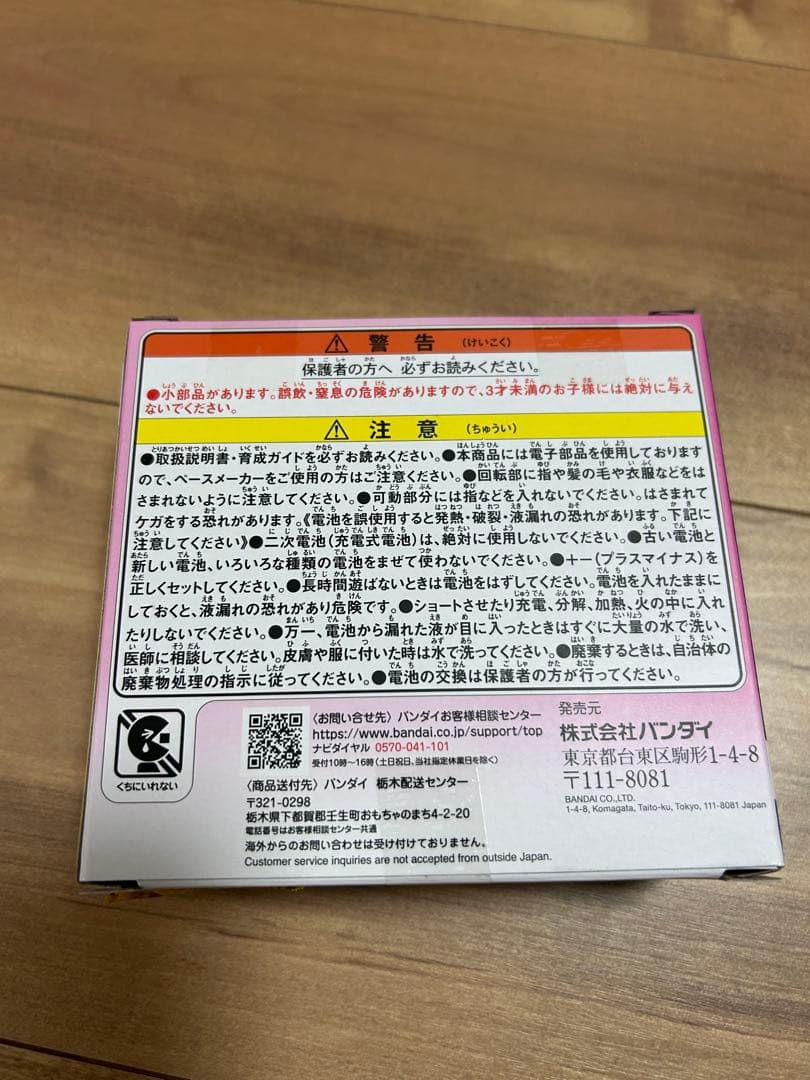 警告 (けいこく)
保護者の方へ 必ずお読みください。
●小部品があります。誤飲・窒息の危険がありますので、3才未満のお子様には絶対に与え
ないでください。
注意 (ちゅうい)
●取扱説明書・育成ガイドを必ずお読みください。●本商品には電子部品を使用しております
ので、ペースメーカーをご使用の方はご注意ください。●回転部に指や髪の毛や衣服などをは
さまれないように注意してください。●可動部分には指などを入れないでください。はさまれて
ケガをする恐れがあります。《電池を誤使用すると発熱・破裂・液漏れの恐れがあります。下記に
注意してください》●二次電池(充電式電池)は、絶対に使用しないでください。●古い電池と
新しい電池、いろいろな種類の電池をまぜて使わないでください。●+-(プラスマイナス)を
正しくセットしてください。●長時間遊ばないときは電池をはずしてください。電池を入れたままに
しておくと、液漏れの恐れがあり危険です。●ショートさせたり充電、分解、加熱、火の中に入れ
たりしないでください。●万一、電池から漏れた液が目に入ったときはすぐに大量の水で洗い、
医師に相談してください。皮膚や服に付いた時は水で洗ってください。●廃棄するときは、自治体の
廃棄物処理の指示に従ってください。●電池の交換は保護者の方が行ってください。
くちにいれない
〈お問い合せ先〉バンダイお客様相談センター
https://www.bandai.co.jp/support/top
ナビダイヤル 0570-041-101
受付10時〜16時(土日祝日、当社指定休業日を除く)
〈商品送付先〉バンダイ 栃木配送センター
〒321-0298
栃木県下都賀郡壬生町おもちゃのまち4-2-20
電話番号はお客様相談センター共通
海外からのお問い合わせは受け付けておりません。
Customer service inquiries are not accepted from outside Japan.
発売元
株式会社バンダイ
東京都台東区駒形1-4-8
〒111-8081
BANDAI CO.,LTD.
1-4-8, Komagata, Taito-ku, Tokyo, 111-8081 Japan